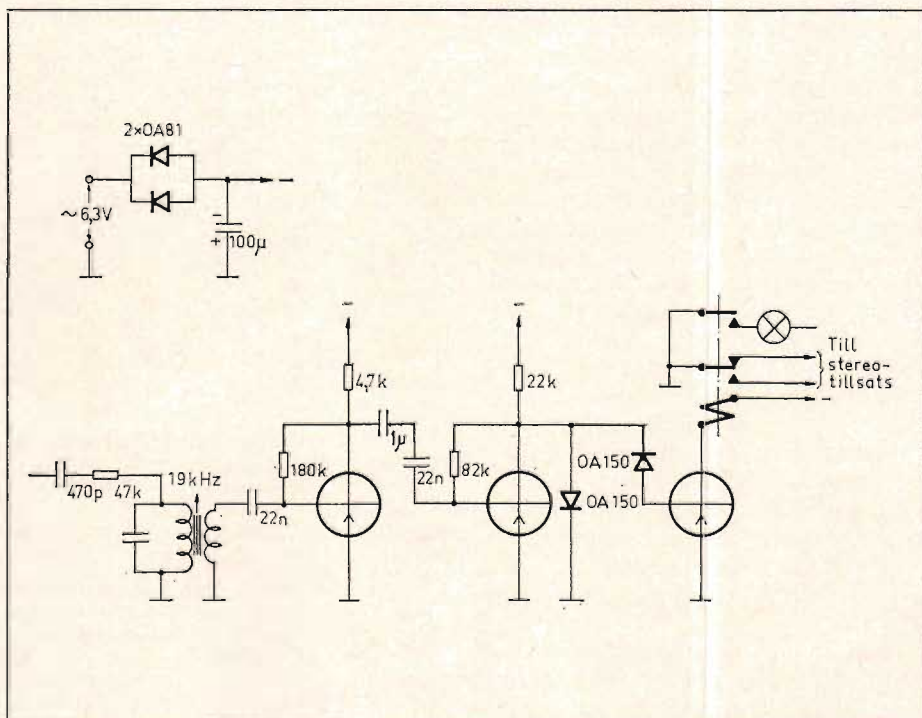 2×OA81
~6,3V
−
−
+ 100μ
−
−
4,7k
22k
Till
stereo-
tillsats
−
1μ
180k
22n
82k
OA150
OA150
470p 47k
19kHz
22n